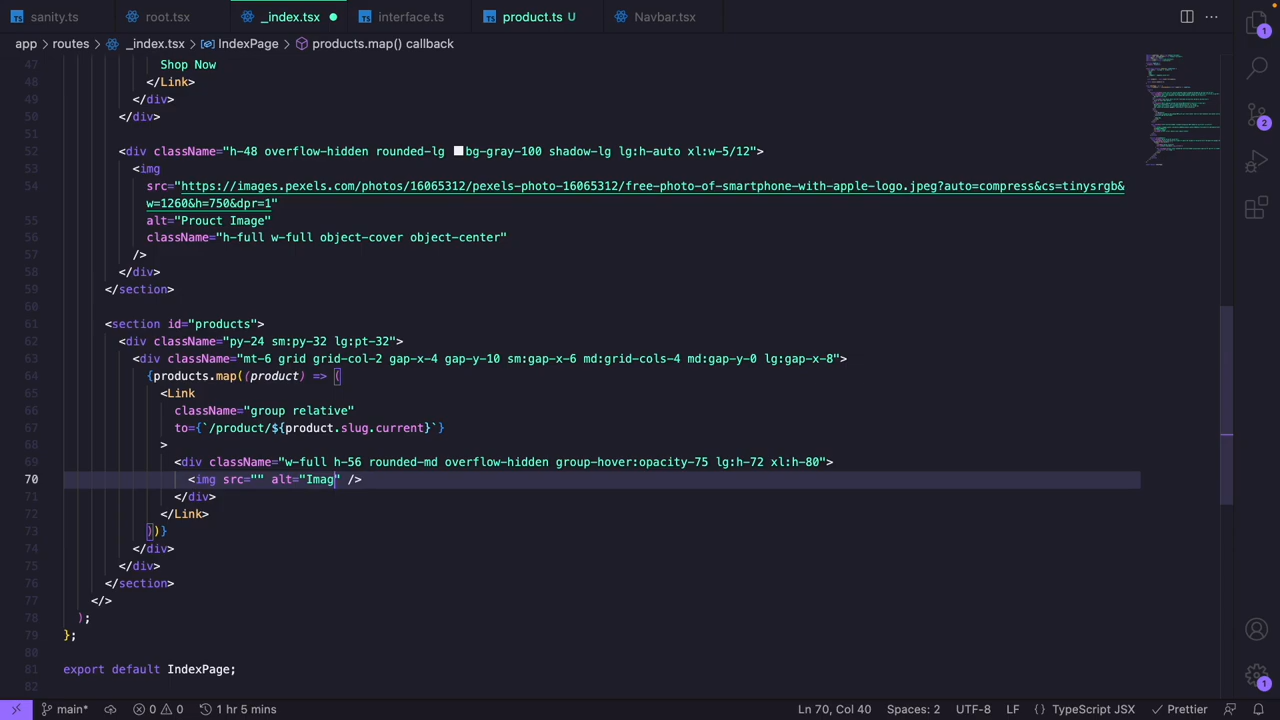 sanity.ts root.tsx _index.tsx interface.ts product.ts U Navbar.tsx
app > routes > _index.tsx > IndexPage > products.map() callback
47 Shop Now
48 </Link>
49 </div>
50 </div>
51
52 <div className="h-48 overflow-hidden rounded-lg bg-gray-100 shadow-lg lg:h-auto xl:w-5/12">
53 <img
54 src="https://images.pexels.com/photos/16065312/pexels-photo-16065312/free-photo-of-smartphone-with-apple-logo.jpeg?auto=compress&cs=tinysrgb&
w=1260&h=750&dpr=1"
55 alt="Prouct Image"
56 className="h-full w-full object-cover object-center"
57 />
58 </div>
59 </section>
60
61 <section id="products">
62 <div className="py-24 sm:py-32 lg:pt-32">
63 <div className="mt-6 grid grid-col-2 gap-x-4 gap-y-10 sm:gap-x-6 md:grid-cols-4 md:gap-y-0 lg:gap-x-8">
64 {products.map((product) => (
65 <Link
66 className="group relative"
67 to={`/product/${product.slug.current}`}
68 >
69 <div className="w-full h-56 rounded-md overflow-hidden group-hover:opacity-75 lg:h-72 xl:h-80">
70 <img src="" alt="Imag" />
71 </div>
72 </Link>
73 ))}
74 </div>
75 </div>
76 </section>
77 </>
78 );
79 };
80
81 export default IndexPage;
82
1
2
1
main* 0 0 1 hr 5 mins Ln 70, Col 40 Spaces: 2 UTF-8 LF {} TypeScript JSX Prettier